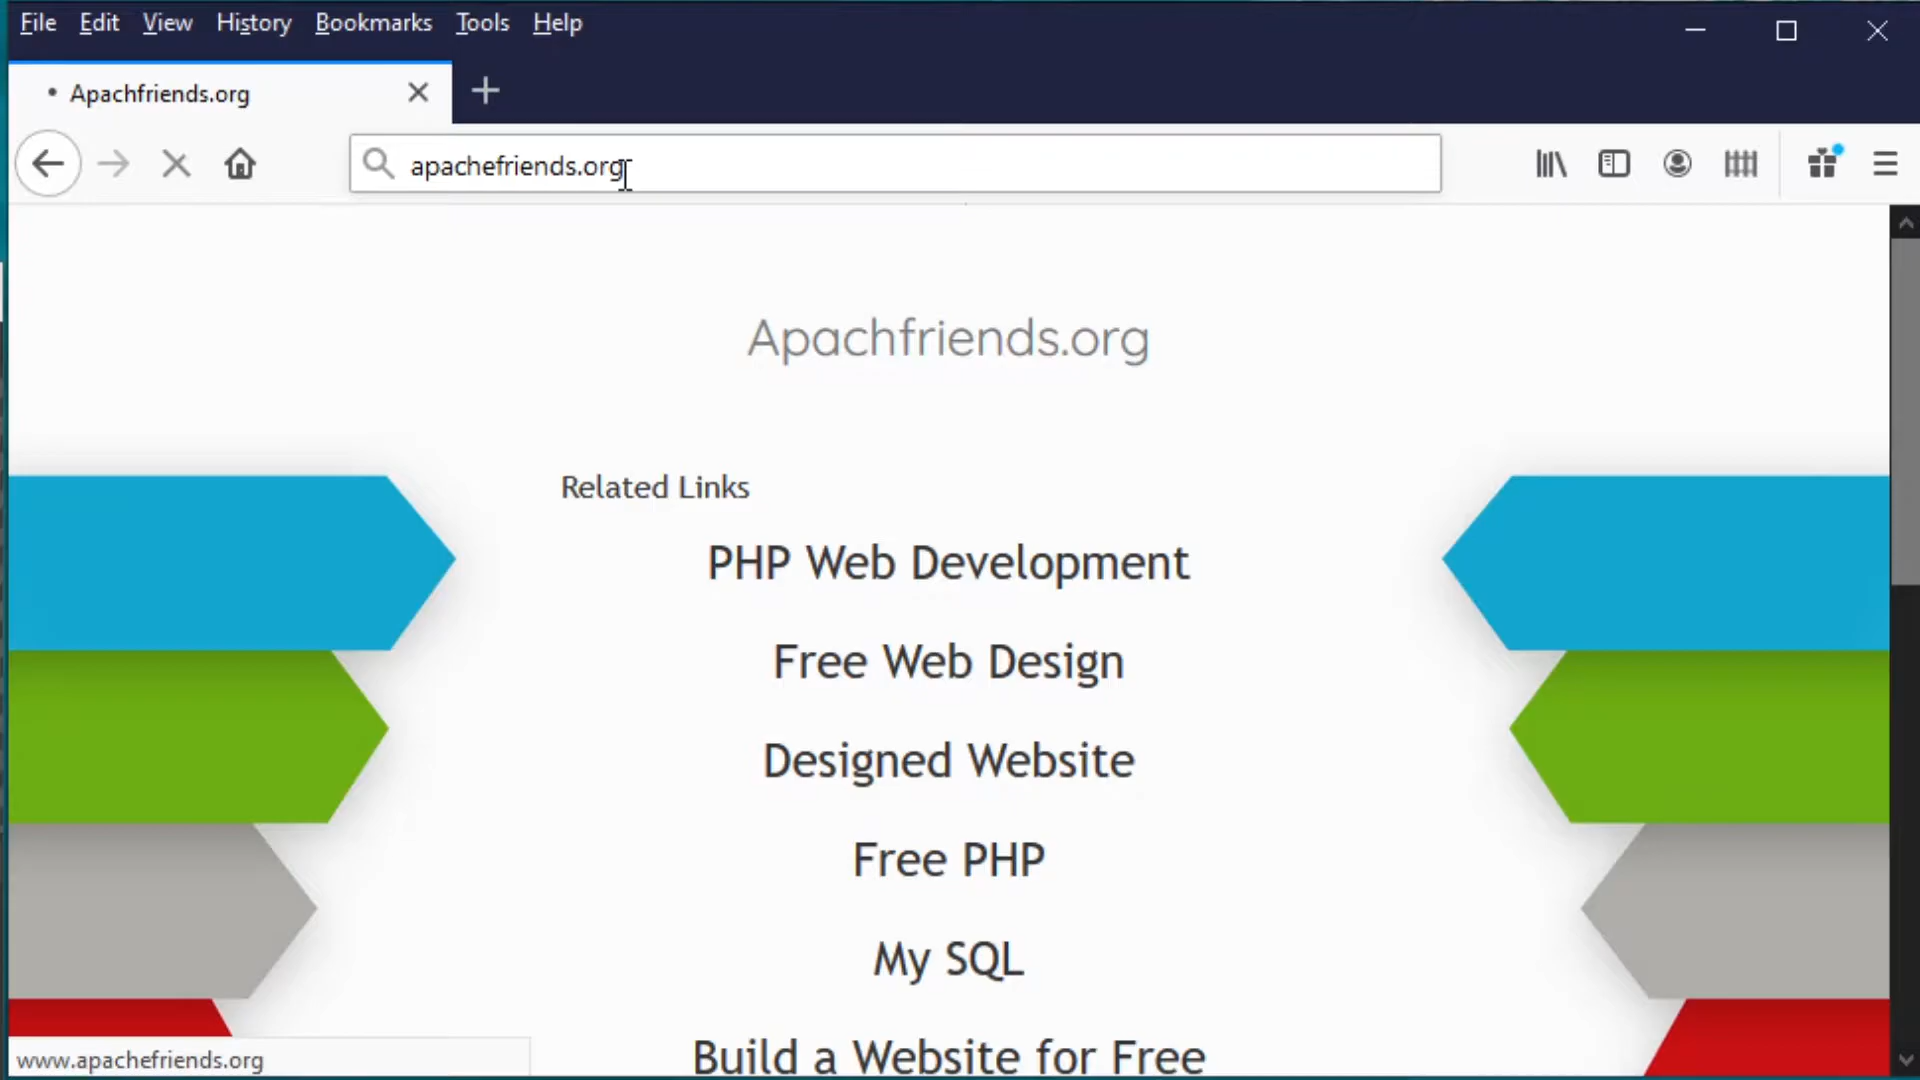 File Edit View History Bookmarks Tools Help
Apachfriends.org
apachefriends.org
Apachfriends.org
Related Links
PHP Web Development
Free Web Design
Designed Website
Free PHP
My SQL
Build a Website for Free
www.apachefriends.org